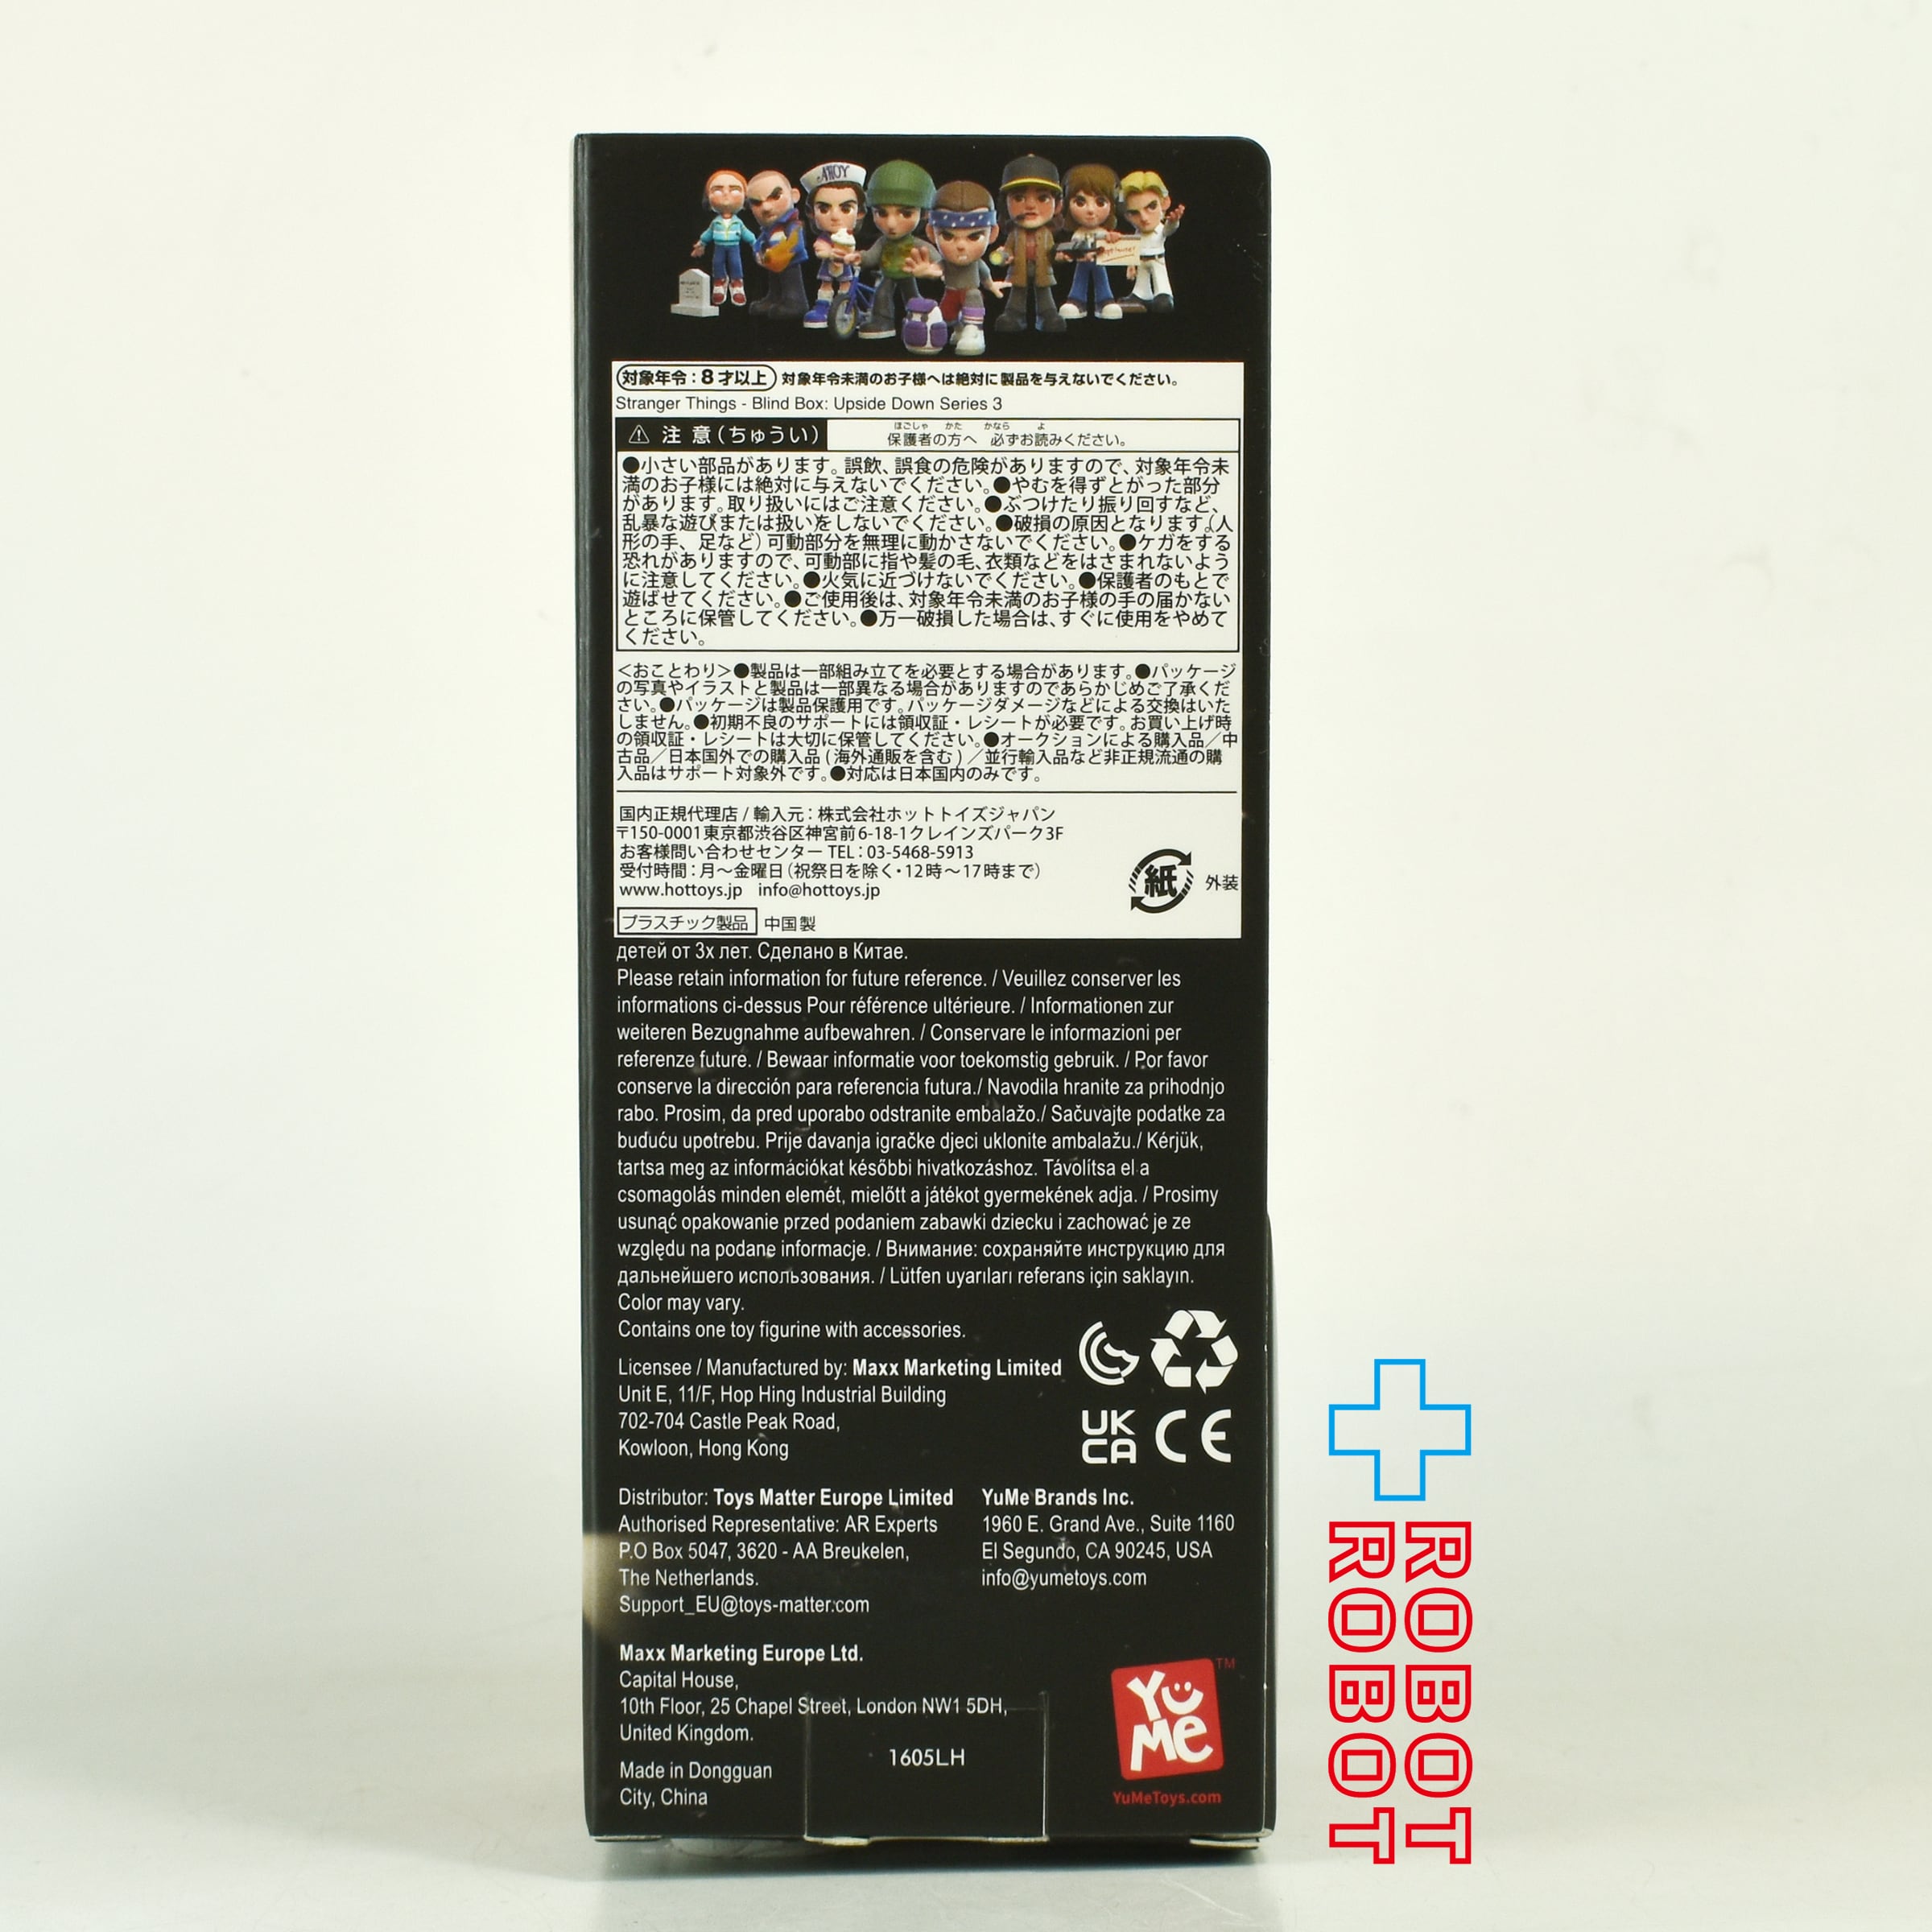 AHOY
対象年令：8才以上 対象年令未満のお子様へは絶対に製品を与えないでください。
Stranger Things - Blind Box: Upside Down Series 3
⚠ 注 意（ちゅうい） 保護者の方へ 必ずお読みください。
ほごしゃ かた かなら よ
●小さい部品があります。誤飲、誤食の危険がありますので、対象年令未
満のお子様には絶対に与えないでください。●やむを得ずとがった部分
があります。取り扱いにはご注意ください。●ぶつけたり振り回すなど、
乱暴な遊びまたは扱いをしないでください。●破損の原因となります。（人
形の手、足など）可動部分を無理に動かさないでください。●ケガをする
恐れがありますので、可動部に指や髪の毛、衣類などをはさまれないよう
に注意してください。●火気に近づけないでください。●保護者のもとで
遊ばせてください。●ご使用後は、対象年令未満のお子様の手の届かない
ところに保管してください。●万一破損した場合は、すぐに使用をやめて
ください。
＜おことわり＞●製品は一部組み立てを必要とする場合があります。●パッケージ
の写真やイラストと製品は一部異なる場合がありますのであらかじめご了承くだ
さい。●パッケージは製品保護用です。パッケージダメージなどによる交換はいた
しません。●初期不良のサポートには領収証・レシートが必要です。お買い上げ時
の領収証・レシートは大切に保管してください。●オークションによる購入品／中
古品／日本国外での購入品（海外通販を含む）／並行輸入品など非正規流通の購
入品はサポート対象外です。●対応は日本国内のみです。
国内正規代理店 / 輸入元：株式会社ホットトイズジャパン
〒150-0001東京都渋谷区神宮前6-18-1クレインズパーク3F
お客様問い合わせセンター TEL：03-5468-5913
受付時間：月～金曜日（祝祭日を除く・12時～17時まで）
www.hottoys.jp info@hottoys.jp
紙 外装
プラスチック製品 中国製
детей от 3х лет. Сделано в Китае.
Please retain information for future reference. / Veuillez conserver les
informations ci-dessus Pour référence ultérieure. / Informationen zur
weiteren Bezugnahme aufbewahren. / Conservare le informazioni per
referenze future. / Bewaar informatie voor toekomstig gebruik. / Por favor
conserve la dirección para referencia futura./ Navodila hranite za prihodnjo
rabo. Prosim, da pred uporabo odstranite embalažo./ Sačuvajte podatke za
buduću upotrebu. Prije davanja igračke djeci uklonite ambalažu./ Kérjük,
tartsa meg az információkat későbbi hivatkozáshoz. Távolítsa el a
csomagolás minden elemét, mielőtt a játékot gyermekének adja. / Prosimy
usunąć opakowanie przed podaniem zabawki dziecku i zachować je ze
względu na podane informacje. / Внимание: сохраняйте инструкцию для
дальнейшего использования. / Lütfen uyarıları referans için saklayın.
Color may vary.
Contains one toy figurine with accessories.
Licensee / Manufactured by: Maxx Marketing Limited
Unit E, 11/F, Hop Hing Industrial Building
702-704 Castle Peak Road,
Kowloon, Hong Kong
UK
CA CE
Distributor: Toys Matter Europe Limited
Authorised Representative: AR Experts
P.O Box 5047, 3620 - AA Breukelen,
The Netherlands.
Support_EU@toys-matter.com
YuMe Brands Inc.
1960 E. Grand Ave., Suite 1160
El Segundo, CA 90245, USA
info@yumetoys.com
Maxx Marketing Europe Ltd.
Capital House,
10th Floor, 25 Chapel Street, London NW1 5DH,
United Kingdom.
Made in Dongguan
City, China
1605LH
YuMe TM
YuMeToys.com
ROBOT
ROBOT